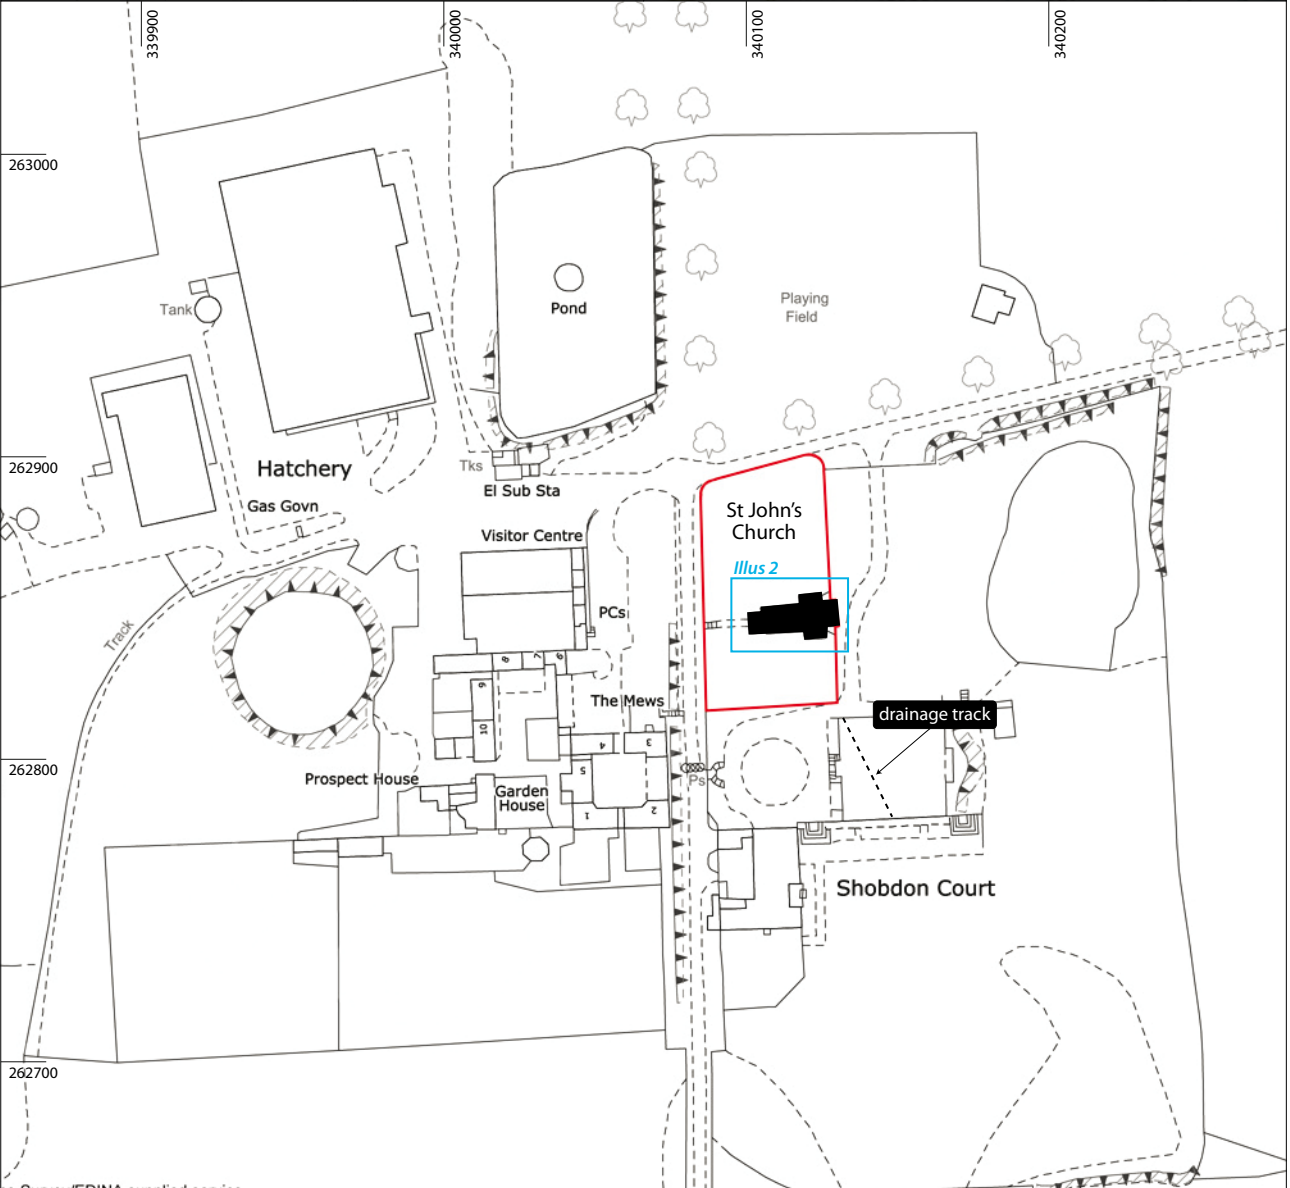 339900
340000
340100
340200
263000
Pond
Playing
Field
Tank
262900
Hatchery
Tks
El Sub Sta
Gas Govn
Visitor Centre
St John's
Church
Illus 2
PCs
Track
8
7
6
9
10
The Mews
drainage track
4
3
5
Ps
262800
Prospect House
Garden
House
1
2
Shobdon Court
262700